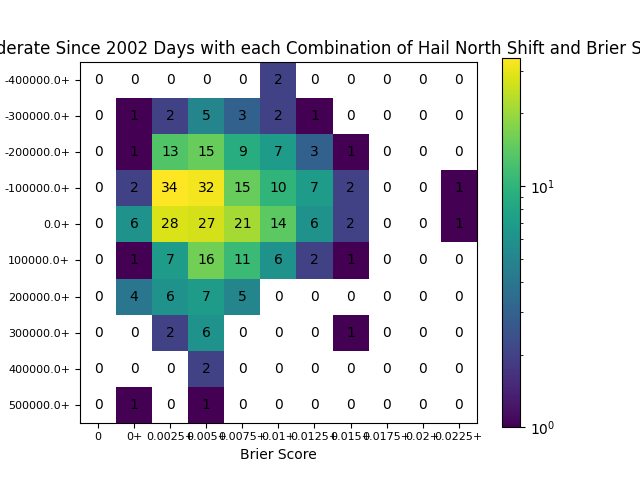 derate Since 2002 Days with each Combination of Hail North Shift and Brier S
-400000.0+ 0 0 0 0 0 2 0 0 0 0 0
-300000.0+ 0 1 2 5 3 2 1 0 0 0 0
-200000.0+ 0 1 13 15 9 7 3 1 0 0 0
-100000.0+ 0 2 34 32 15 10 7 2 0 0 1
0.0+ 0 6 28 27 21 14 6 2 0 0 1
100000.0+ 0 1 7 16 11 6 2 1 0 0 0
200000.0+ 0 4 6 7 5 0 0 0 0 0 0
300000.0+ 0 0 2 6 0 0 0 1 0 0 0
400000.0+ 0 0 0 2 0 0 0 0 0 0 0
500000.0+ 0 1 0 1 0 0 0 0 0 0 0
0 0+ 0.0025+ 0.005+ 0.0075+ 0.01+ 0.0125+ 0.015+ 0.0175+ 0.02+ 0.0225+
Brier Score
10¹
10⁰